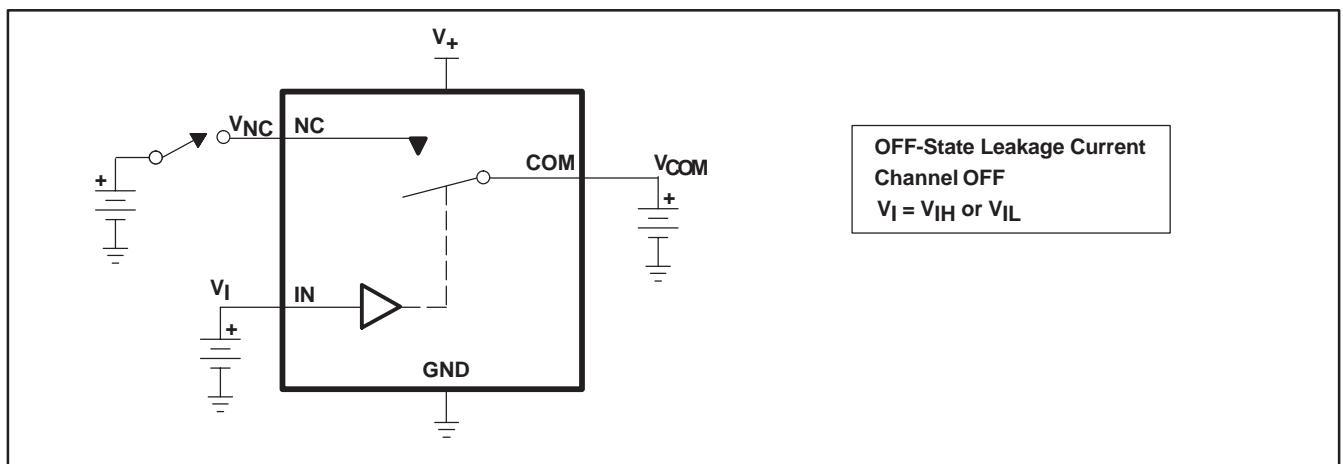 V+
VNC NC
COM VCOM
+
+
VI IN
+
GND
OFF-State Leakage Current
Channel OFF
VI = VIH or VIL